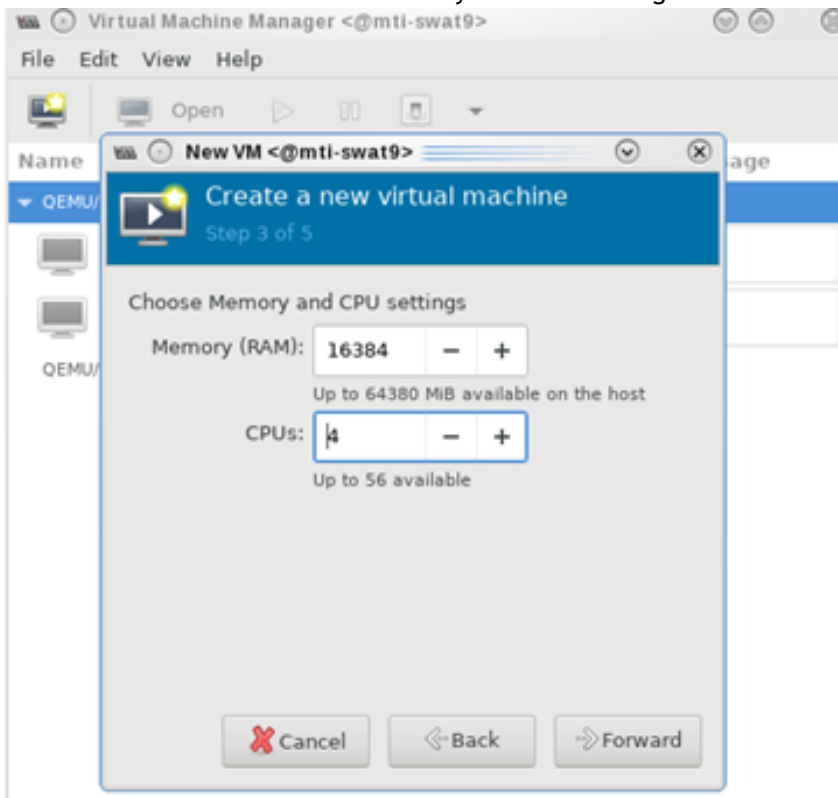 Virtual Machine Manager <@mti-swat9>
File Edit View Help
Open
Name
age
New VM <@mti-swat9>
Create a new virtual machine
Step 3 of 5
QEMU/
Choose Memory and CPU settings
Memory (RAM): 16384 − +
Up to 64380 MiB available on the host
QEMU/
CPUs: 4 − +
Up to 56 available
Cancel Back Forward